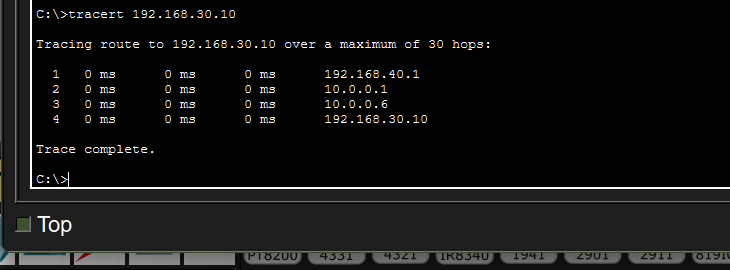 C:\>tracert 192.168.30.10
Tracing route to 192.168.30.10 over a maximum of 30 hops:
1 0 ms 0 ms 0 ms 192.168.40.1
2 0 ms 0 ms 0 ms 10.0.0.1
3 0 ms 0 ms 0 ms 10.0.0.6
4 0 ms 0 ms 0 ms 192.168.30.10
Trace complete.
C:\>
Top
PT8200 4331 4321 IR8340 1941 2901 2911